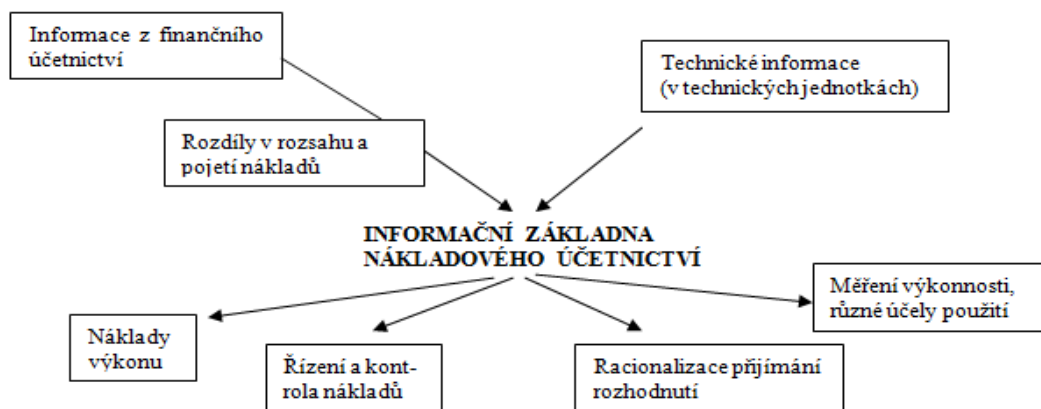 Informace z finančního
účetnictví
Technické informace
(v technických jednotkách)
Rozdíly v rozsahu a
pojetí nákladů
INFORMAČNÍ ZÁKLADNA
NÁKLADOVÉHO ÚČETNICTVÍ
Měření výkonnosti,
různé účely použití
Náklady
výkonu
Řízení a kont-
rola nákladů
Racionalizace přijímání
rozhodnutí